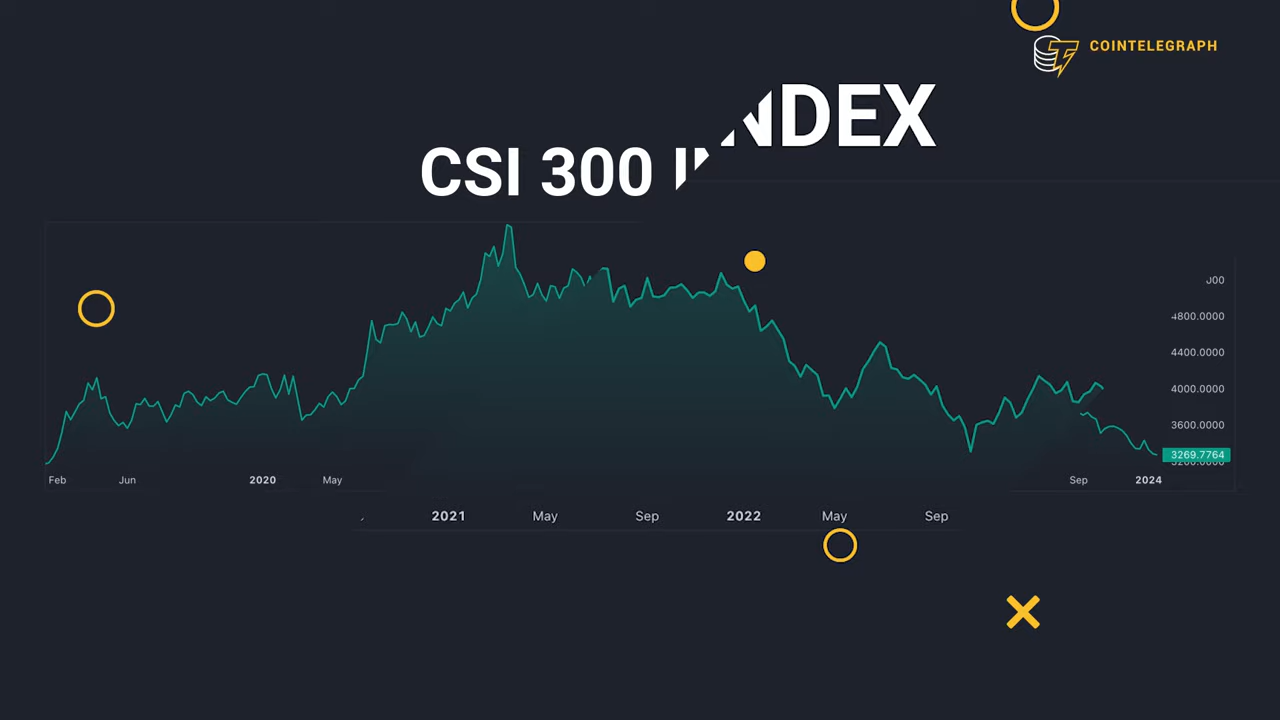 COINTELEGRAPH
CSI 300 INDEX
4800.0000
4400.0000
4000.0000
3600.0000
3269.7764
Feb Jun 2020 May Sep 2024
2021 May Sep 2022 May Sep